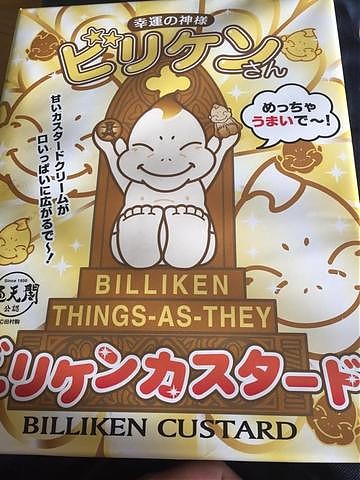 幸運の神様
ビリケンさん
めっちゃ
うまいで〜!
甘いカスタードクリームが
口いっぱいに広がるで〜!
BILLIKEN
THINGS-AS-THEY
Since 1956
天閣
公認
©田村駒
ビリケンカスタード
BILLIKEN CUSTARD